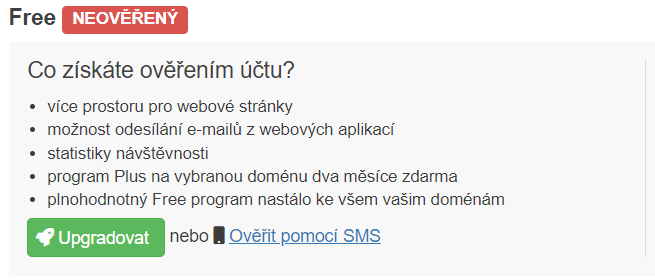 Free NEOVĚŘENÝ
Co získáte ověřením účtu?
• více prostoru pro webové stránky
• možnost odesílání e-mailů z webových aplikací
• statistiky návštěvnosti
• program Plus na vybranou doménu dva měsíce zdarma
• plnohodnotný Free program nastálo ke všem vašim doménám
Upgradovat nebo Ověřit pomocí SMS